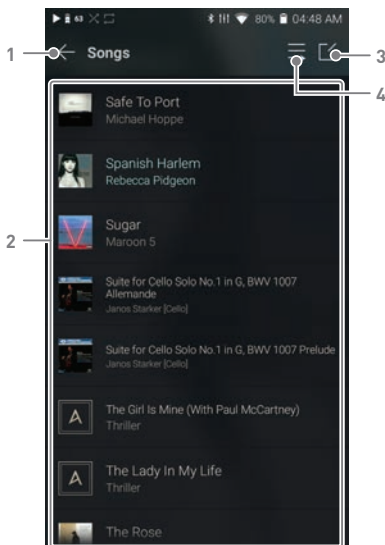 63 80% 04:48 AM
1 Songs 3
4
Safe To Port
Michael Hoppe
Spanish Harlem
Rebecca Pidgeon
2
Sugar
Maroon 5
Suite for Cello Solo No.1 in G, BWV 1007
Allemande
Janos Starker [Cello]
Suite for Cello Solo No.1 in G, BWV 1007 Prelude
Janos Starker [Cello]
The Girl Is Mine (With Paul McCartney)
Thriller
The Lady In My Life
Thriller
The Rose